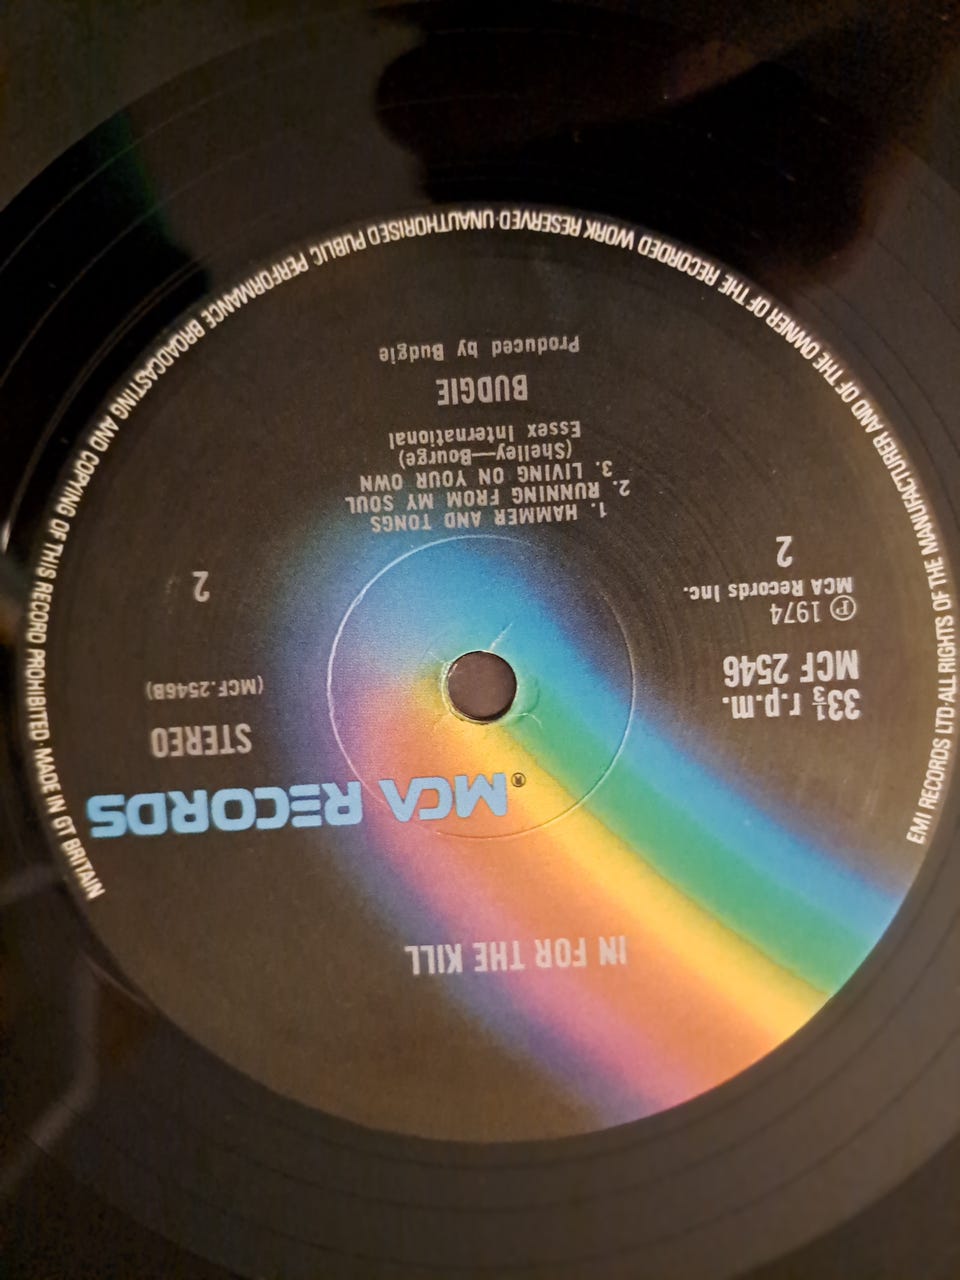 IN FOR THE KILL
MCA RECORDS®
33⅓ r.p.m.
MCF 2546
Ⓟ 1974
MCA Records Inc.
2
STEREO
(MCF.2546B)
2
1. HAMMER AND TONGS
2. RUNNING FROM MY SOUL
3. LIVING ON YOUR OWN
(Shelley—Bourge)
Essex International
BUDGIE
Produced by Budgie
EMI RECORDS LTD·ALL RIGHTS OF THE MANUFACTURER AND OF THE OWNER OF THE RECORDED WORK RESERVED·UNAUTHORISED PUBLIC PERFORMANCE BROADCASTING AND COPYING OF THIS RECORD PROHIBITED·MADE IN GT BRITAIN